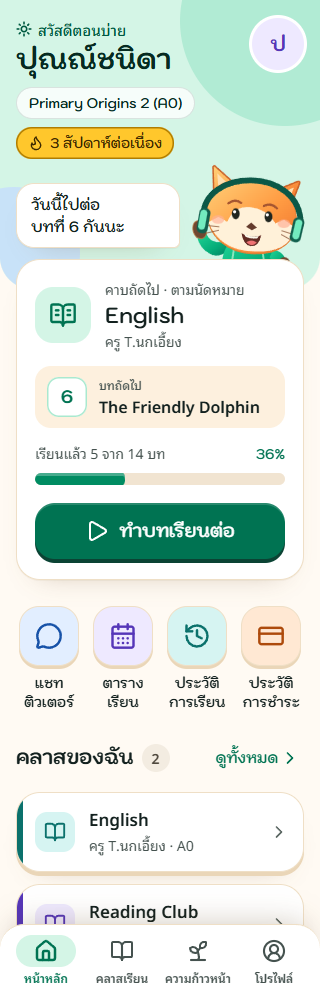 สวัสดีตอนบ่าย
ปุณณ์ชนิดา
ป
Primary Origins 2 (A0)
3 สัปดาห์ต่อเนื่อง
วันนี้ไปต่อ
บทที่ 6 กันนะ
คาบถัดไป · ตามนัดหมาย
English
ครู T.นกเอี้ยง
6
บทถัดไป
The Friendly Dolphin
เรียนแล้ว 5 จาก 14 บท
36%
ทำบทเรียนต่อ
แชท
ติวเตอร์
ตาราง
เรียน
ประวัติ
การเรียน
ประวัติ
การชำระ
คลาสของฉัน
2
ดูทั้งหมด
English
ครู T.นกเอี้ยง · A0
Reading Club
หน้าหลัก
คลาสเรียน
ความก้าวหน้า
โปรไฟล์